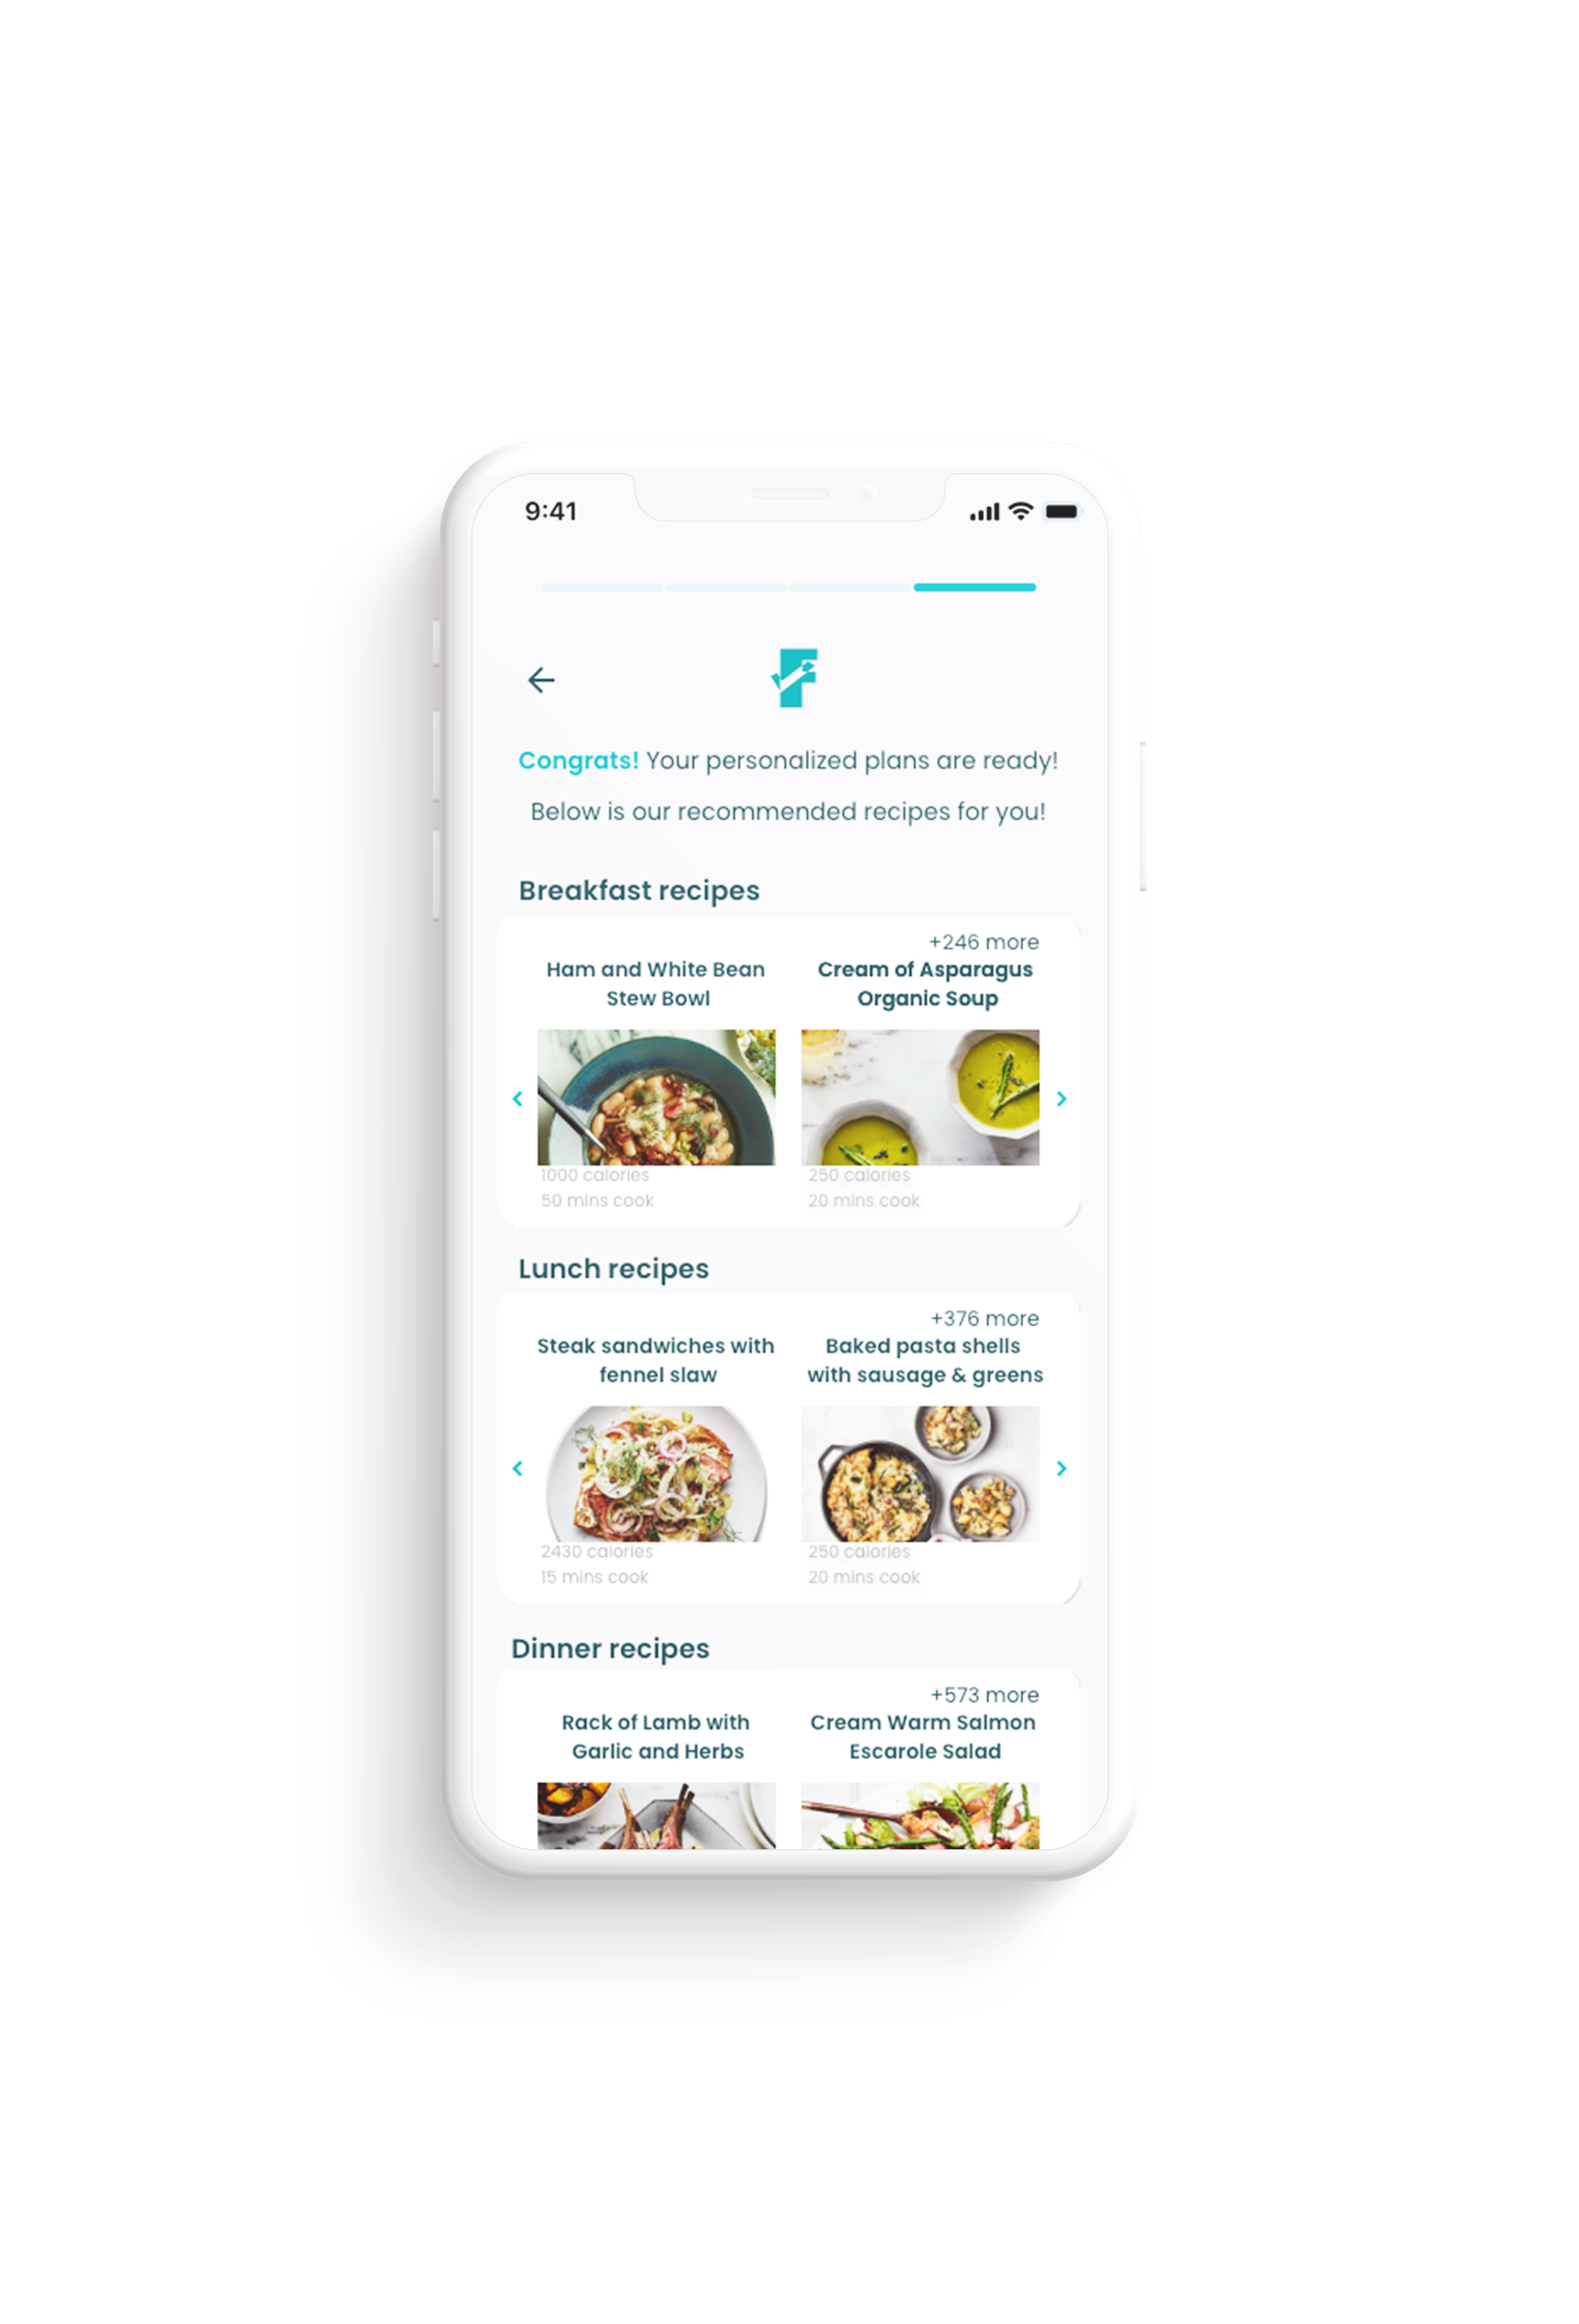 9:41
Congrats! Your personalized plans are ready!
Below is our recommended recipes for you!
Breakfast recipes
+246 more
Ham and White Bean
Stew Bowl
Cream of Asparagus
Organic Soup
1000 calories
50 mins cook
250 calories
20 mins cook
Lunch recipes
+376 more
Steak sandwiches with
fennel slaw
Baked pasta shells
with sausage & greens
2430 calories
15 mins cook
250 calories
20 mins cook
Dinner recipes
+573 more
Rack of Lamb with
Garlic and Herbs
Cream Warm Salmon
Escarole Salad